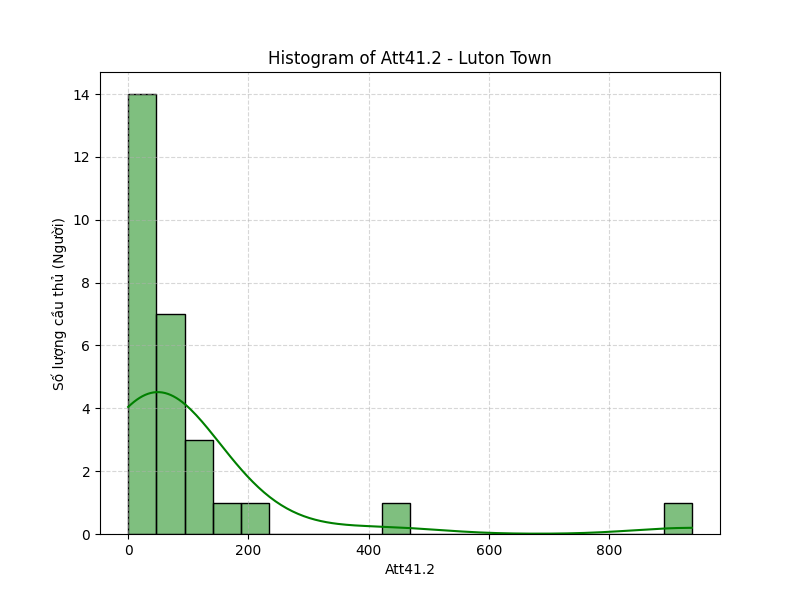 Histogram of Att41.2 - Luton Town
Số lượng cầu thủ (Người)
14
12
10
8
6
4
2
0
0 200 400 600 800
Att41.2